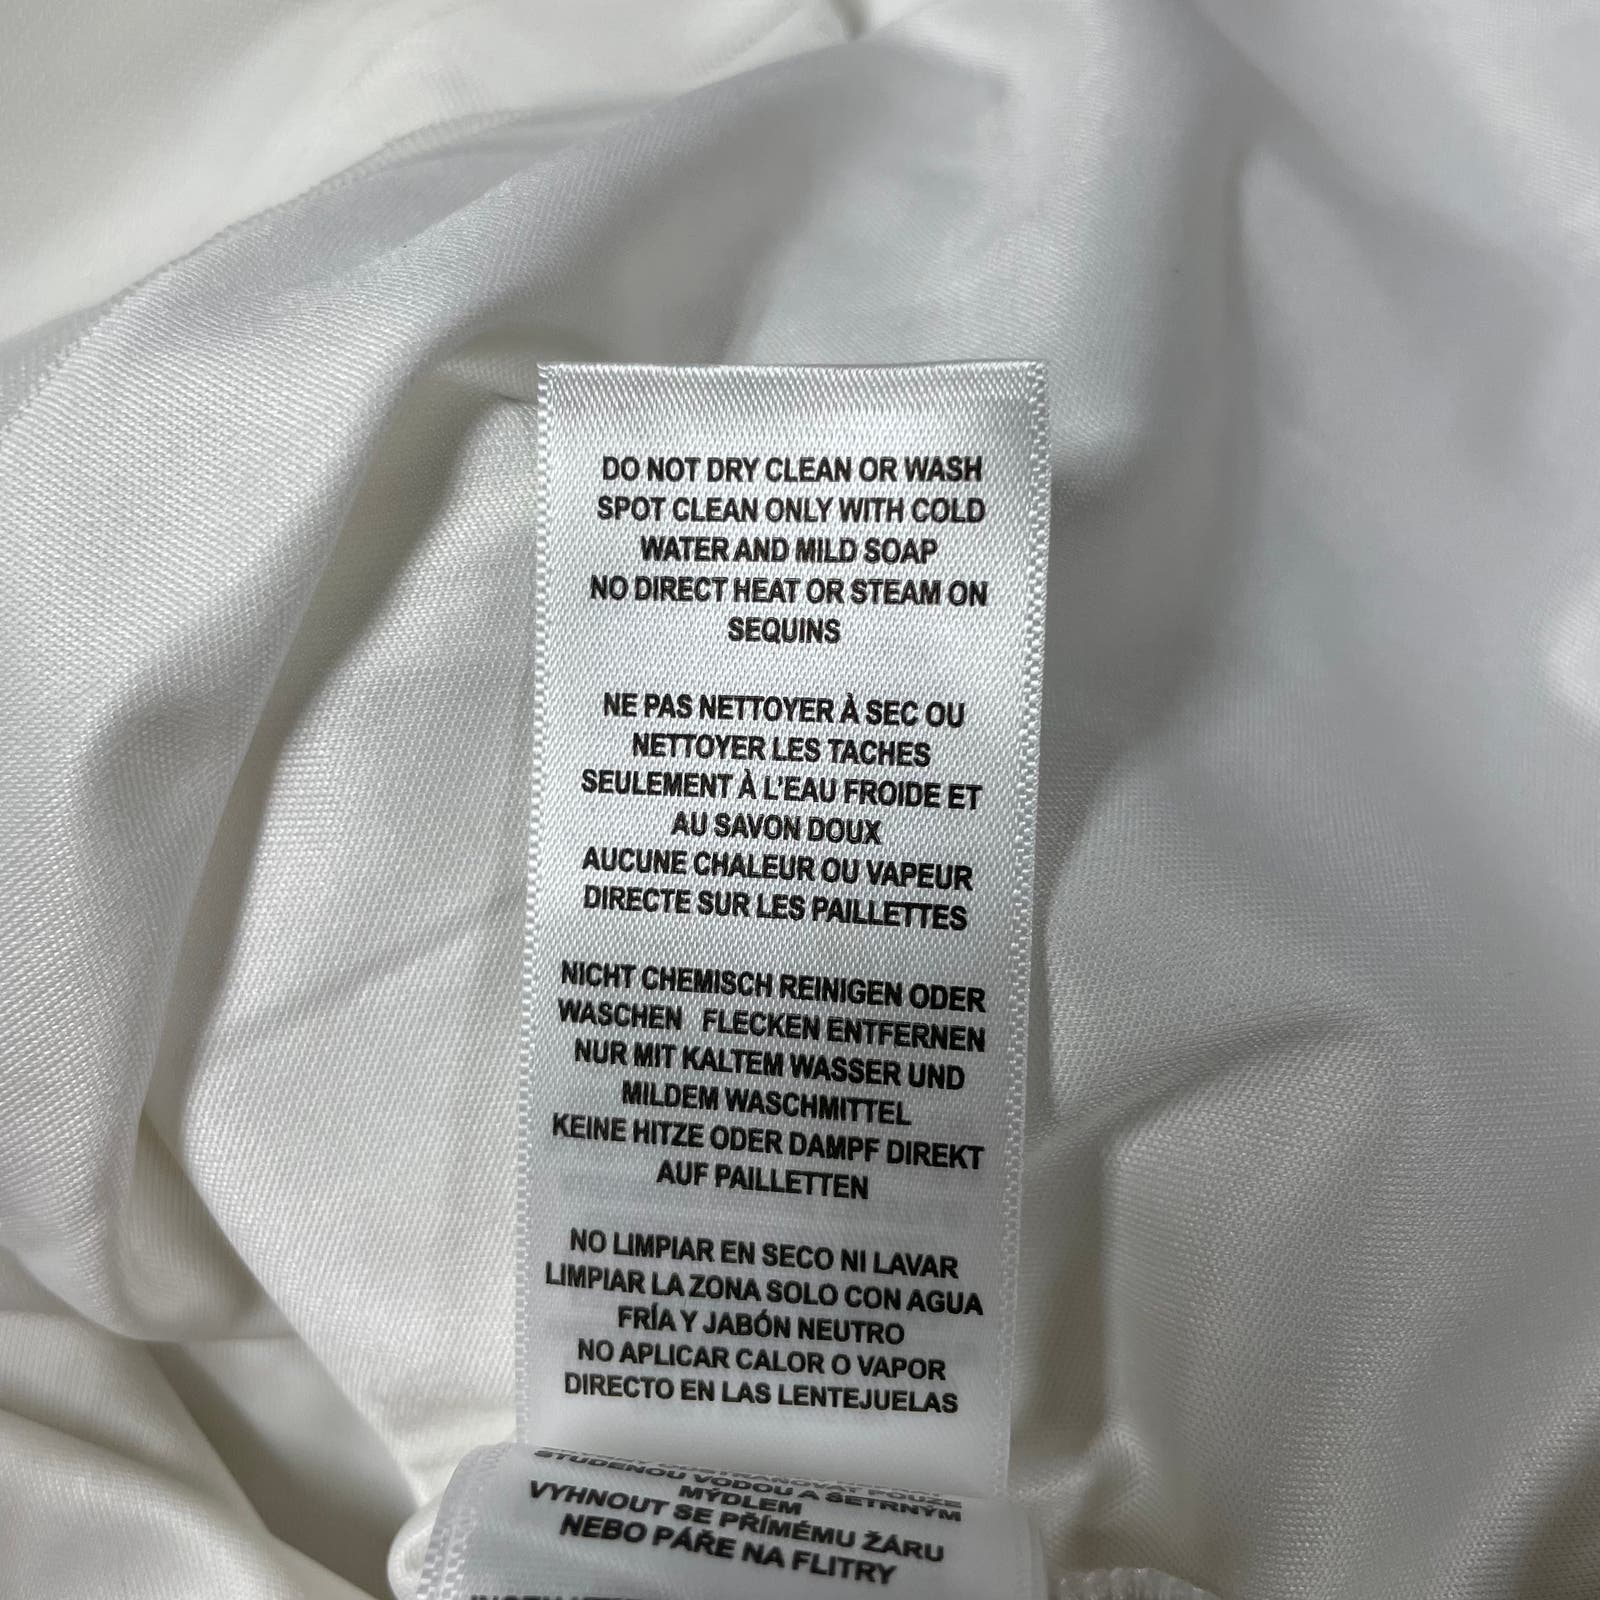 DO NOT DRY CLEAN OR WASH
SPOT CLEAN ONLY WITH COLD
WATER AND MILD SOAP
NO DIRECT HEAT OR STEAM ON
SEQUINS
NE PAS NETTOYER À SEC OU
NETTOYER LES TACHES
SEULEMENT À L'EAU FROIDE ET
AU SAVON DOUX
AUCUNE CHALEUR OU VAPEUR
DIRECTE SUR LES PAILLETTES
NICHT CHEMISCH REINIGEN ODER
WASCHEN FLECKEN ENTFERNEN
NUR MIT KALTEM WASSER UND
MILDEM WASCHMITTEL
KEINE HITZE ODER DAMPF DIREKT
AUF PAILLETTEN
NO LIMPIAR EN SECO NI LAVAR
LIMPIAR LA ZONA SOLO CON AGUA
FRÍA Y JABÓN NEUTRO
NO APLICAR CALOR O VAPOR
DIRECTO EN LAS LENTEJUELAS
STUDENOU VODOU A ŠETRNÝM
MÝDLEM
VYHNOUT SE PŘÍMÉMU ŽÁRU
NEBO PÁŘE NA FLITRY